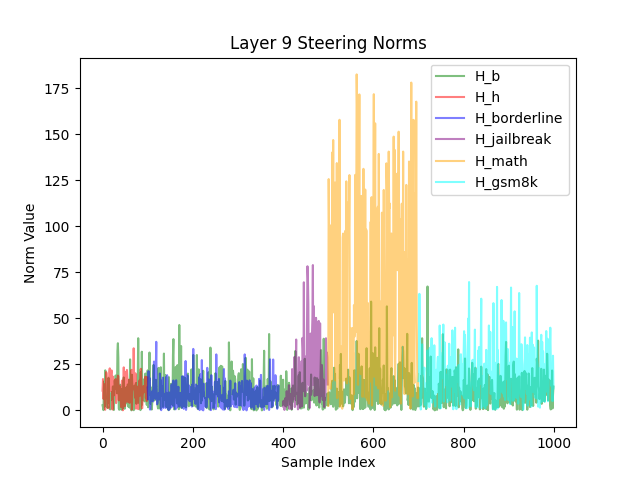 Layer 9 Steering Norms
H_b
H_h
H_borderline
H_jailbreak
H_math
H_gsm8k
Norm Value
175
150
125
100
75
50
25
0
0 200 400 600 800 1000
Sample Index